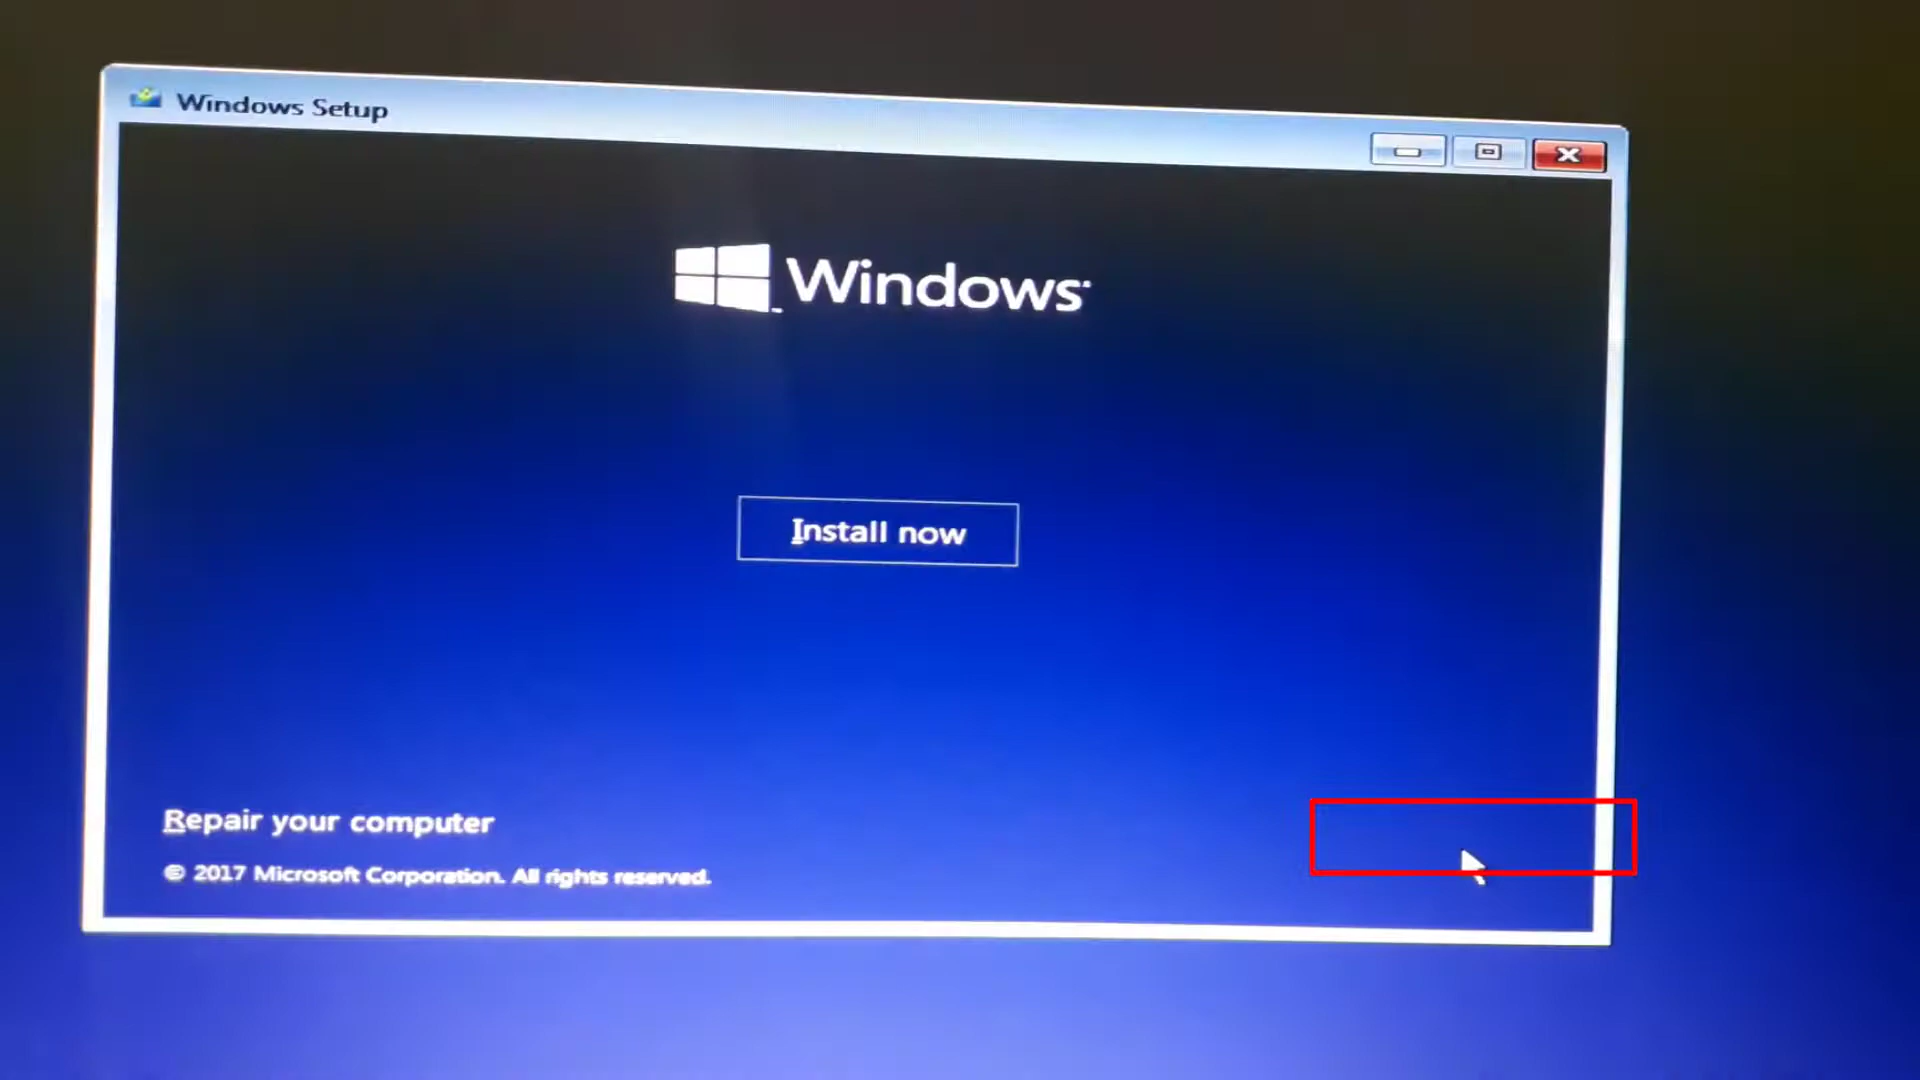 Windows Setup
Windows
Install now
Repair your computer
© 2017 Microsoft Corporation. All rights reserved.